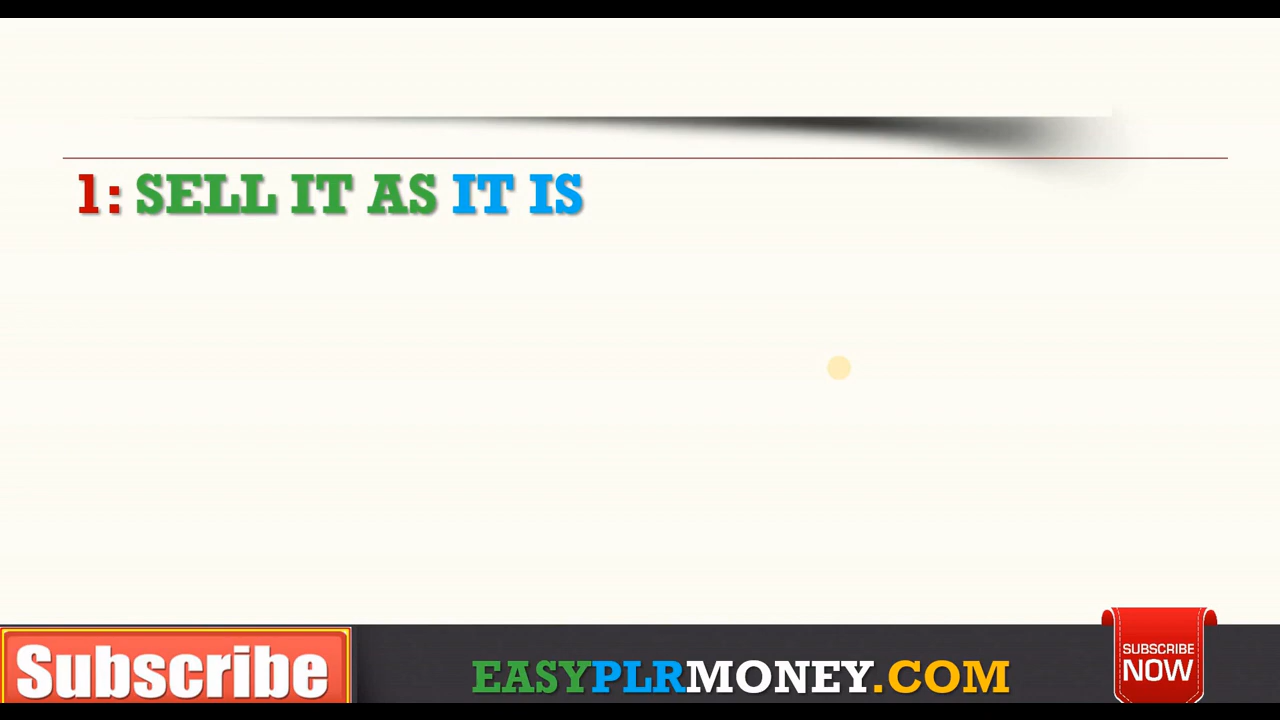 1: SELL IT AS IT IS
Subscribe
EASYPLRMONEY.COM
SUBSCRIBE
NOW